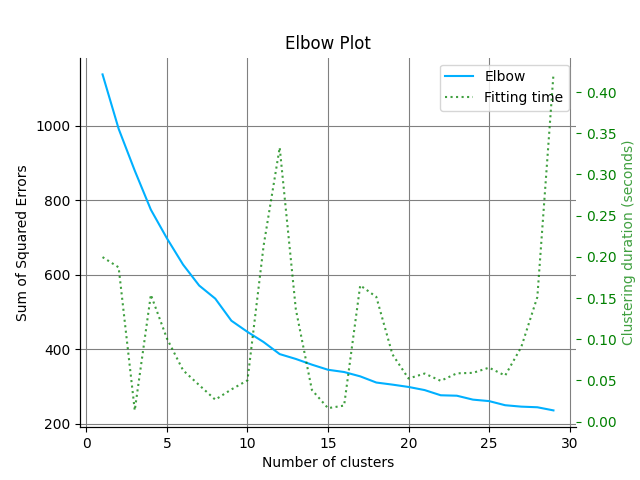 Elbow Plot
Elbow
Fitting time
Sum of Squared Errors
1000
800
600
400
200
0.40
0.35
0.30
0.25
0.20
0.15
0.10
0.05
0.00
Clustering duration (seconds)
0 5 10 15 20 25 30
Number of clusters